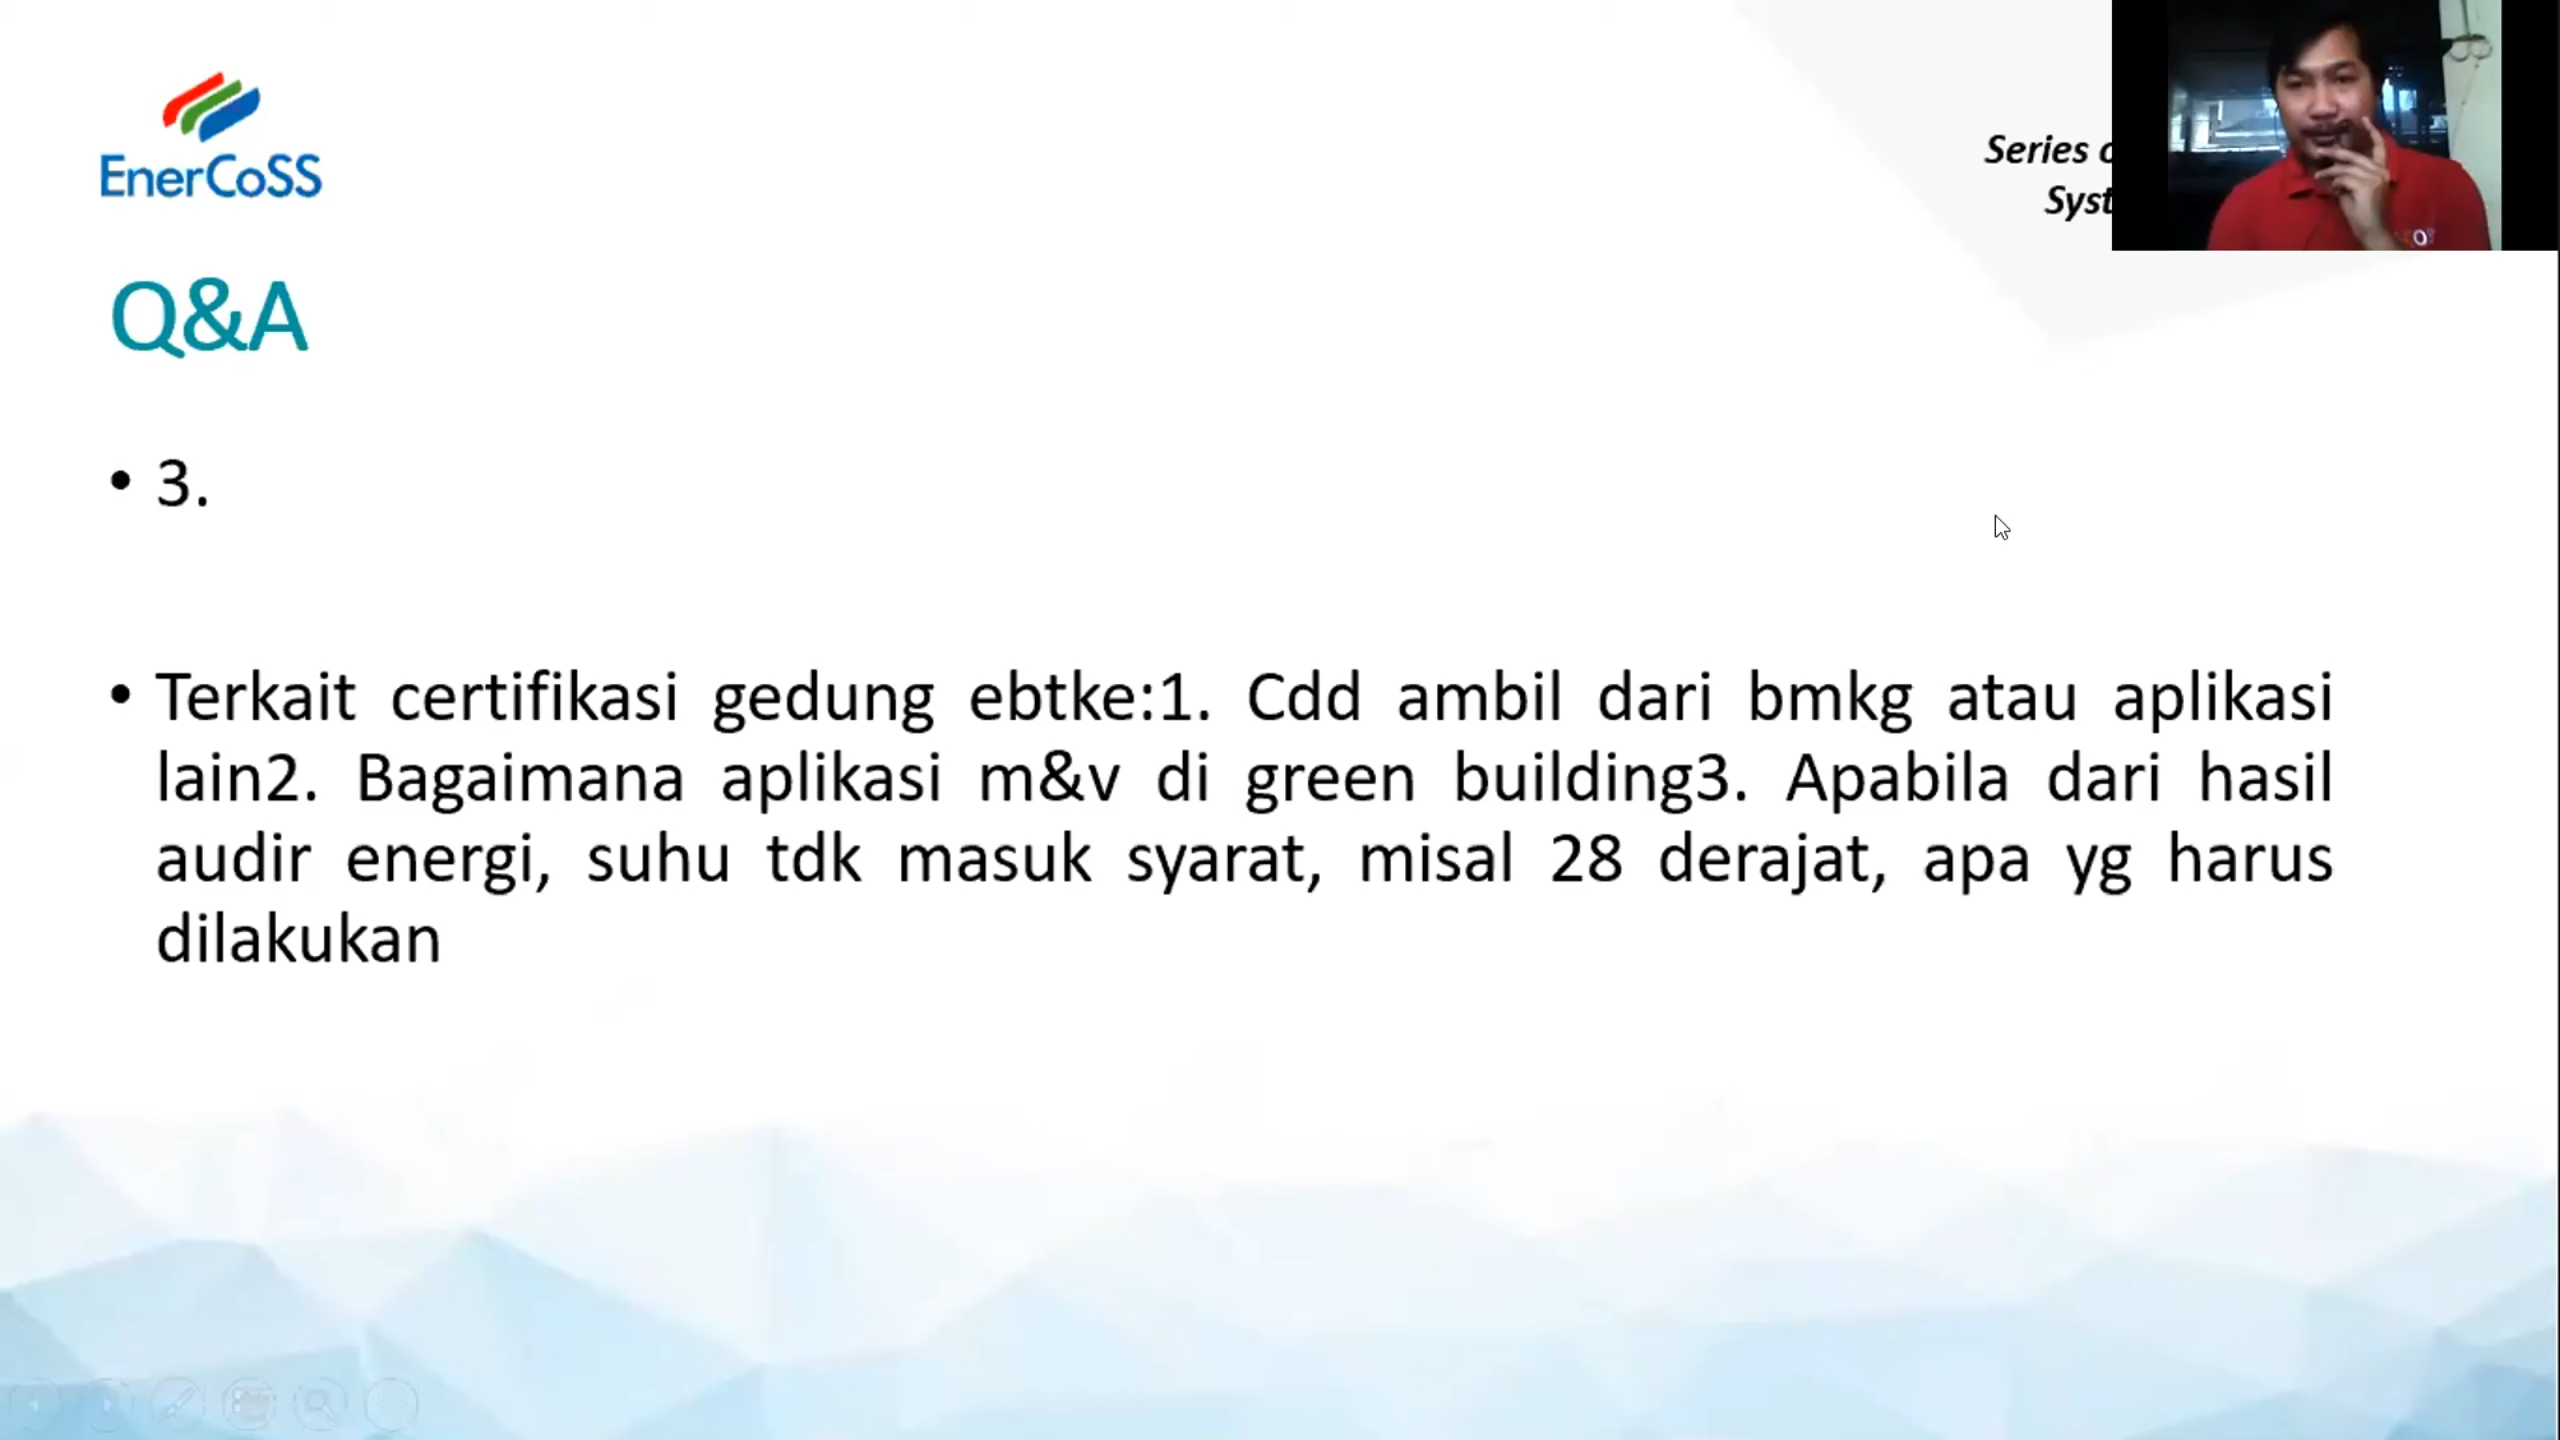 EnerCoSS
Series
Syst
Q&A
• 3.
• Terkait certifikasi gedung ebtke:1. Cdd ambil dari bmkg atau aplikasi
lain2. Bagaimana aplikasi m&v di green building3. Apabila dari hasil
audir energi, suhu tdk masuk syarat, misal 28 derajat, apa yg harus
dilakukan